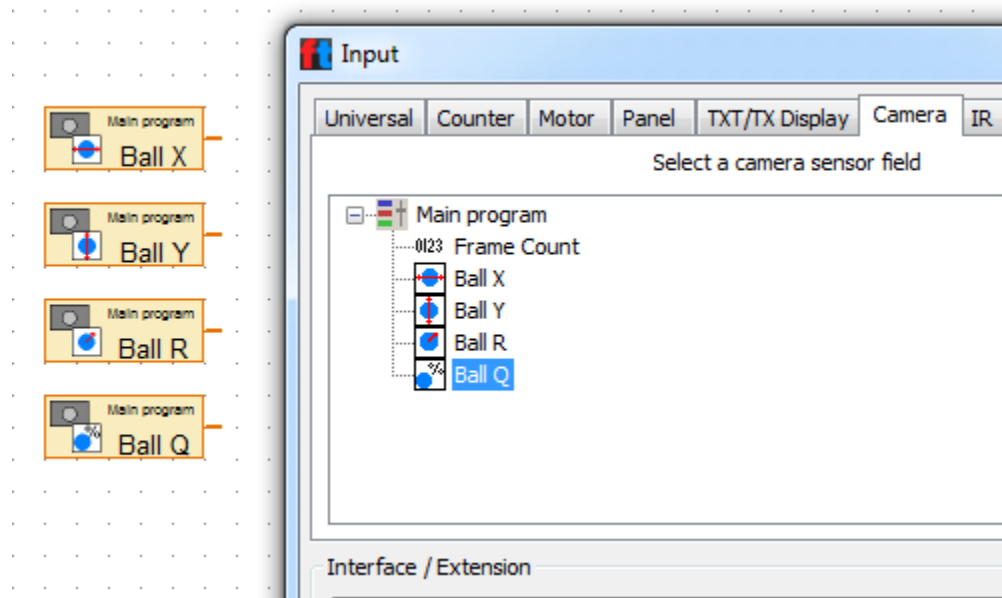 Main program
Ball X
Main program
Ball Y
Main program
Ball R
Main program
Ball Q
ft Input
Universal Counter Motor Panel TXT/TX Display Camera IR
Select a camera sensor field
Main program
0123 Frame Count
Ball X
Ball Y
Ball R
% Ball Q
Interface / Extension